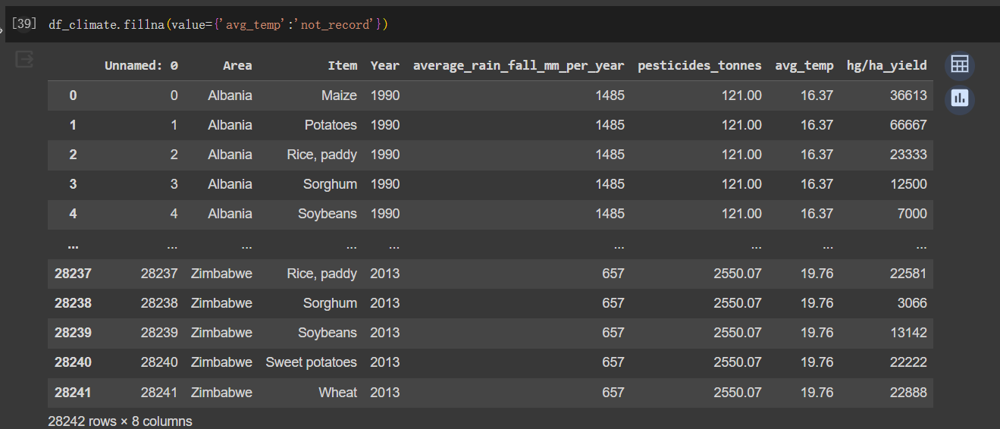 [39] df_climate.fillna(value={'avg_temp':'not_record'})
Unnamed: 0 Area Item Year average_rain_fall_mm_per_year pesticides_tonnes avg_temp hg/ha_yield
0 0 Albania Maize 1990 1485 121.00 16.37 36613
1 1 Albania Potatoes 1990 1485 121.00 16.37 66667
2 2 Albania Rice, paddy 1990 1485 121.00 16.37 23333
3 3 Albania Sorghum 1990 1485 121.00 16.37 12500
4 4 Albania Soybeans 1990 1485 121.00 16.37 7000
... ... ... ... ... ... ... ... ...
28237 28237 Zimbabwe Rice, paddy 2013 657 2550.07 19.76 22581
28238 28238 Zimbabwe Sorghum 2013 657 2550.07 19.76 3066
28239 28239 Zimbabwe Soybeans 2013 657 2550.07 19.76 13142
28240 28240 Zimbabwe Sweet potatoes 2013 657 2550.07 19.76 22222
28241 28241 Zimbabwe Wheat 2013 657 2550.07 19.76 22888
28242 rows × 8 columns